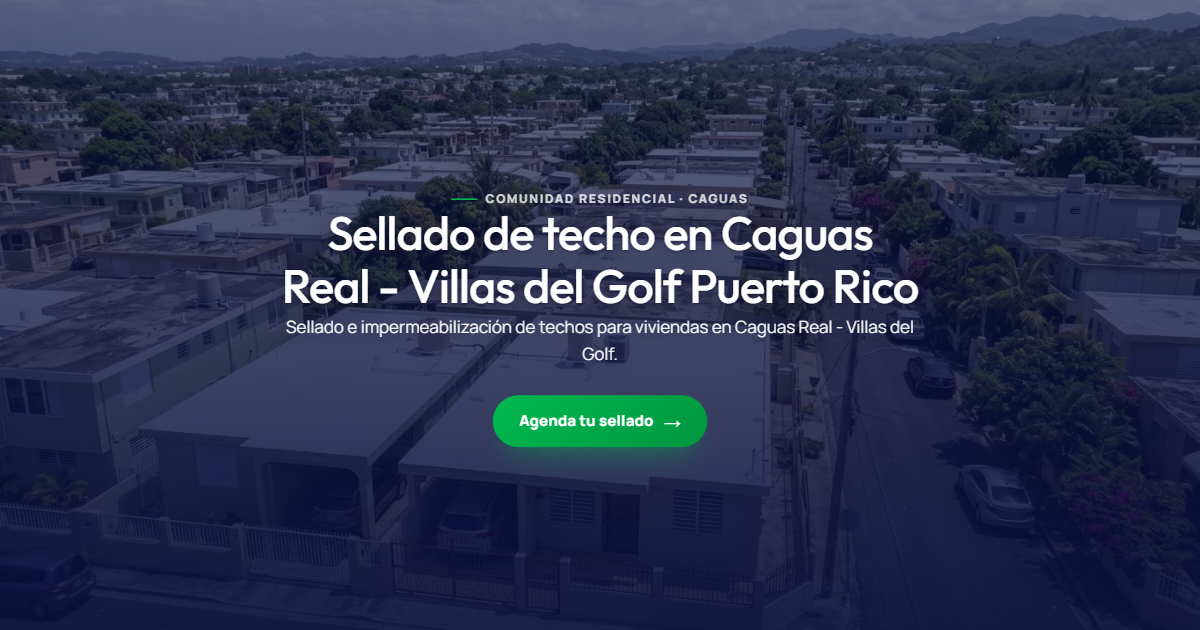 COMUNIDAD RESIDENCIAL · CAGUAS
Sellado de techo en Caguas
Real - Villas del Golf Puerto Rico
Sellado e impermeabilización de techos para viviendas en Caguas Real - Villas del
Golf.
Agenda tu sellado →